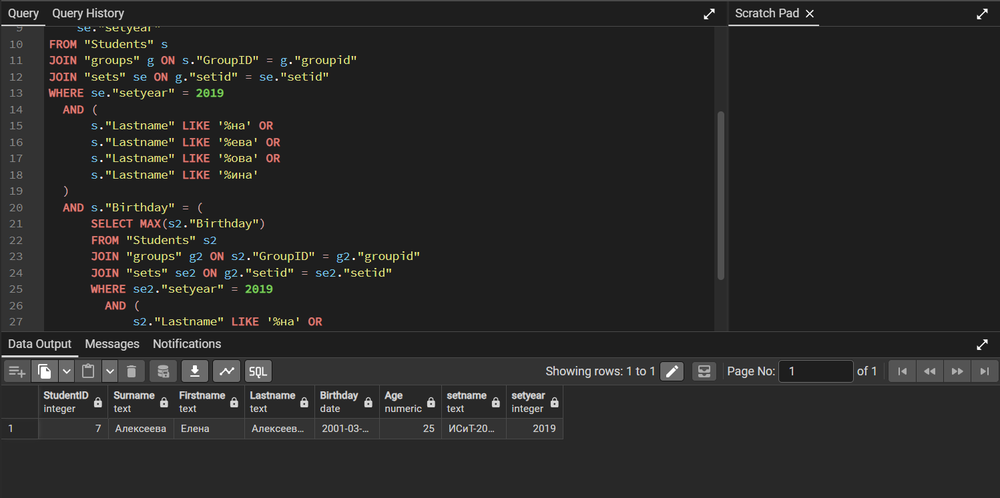 Query Query History Scratch Pad
9 se."setyear"
10 FROM "Students" s
11 JOIN "groups" g ON s."GroupID" = g."groupid"
12 JOIN "sets" se ON g."setid" = se."setid"
13 WHERE se."setyear" = 2019
14 AND (
15 s."Lastname" LIKE '%на' OR
16 s."Lastname" LIKE '%ева' OR
17 s."Lastname" LIKE '%ова' OR
18 s."Lastname" LIKE '%ина'
19 )
20 AND s."Birthday" = (
21 SELECT MAX(s2."Birthday")
22 FROM "Students" s2
23 JOIN "groups" g2 ON s2."GroupID" = g2."groupid"
24 JOIN "sets" se2 ON g2."setid" = se2."setid"
25 WHERE se2."setyear" = 2019
26 AND (
27 s2."Lastname" LIKE '%на' OR
Data Output Messages Notifications
SQL Showing rows: 1 to 1 Page No: 1 of 1
StudentID Surname Firstname Lastname Birthday Age setname setyear
integer text text text date numeric text integer
1 7 Алексеева Елена Алексеев... 2001-03-... 25 ИСиТ-20... 2019